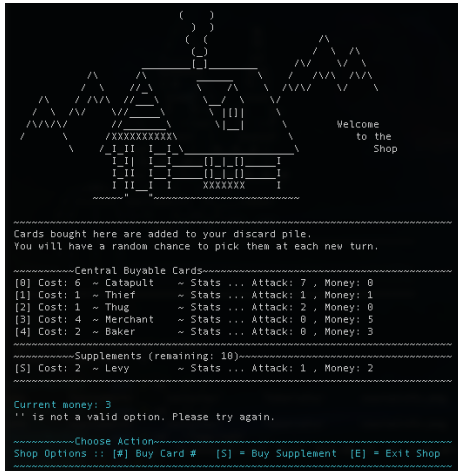 Welcome
to the
Shop
Cards bought here are added to your discard pile.
You will have a random chance to pick them at each new turn.
~~~~~~~~~~Central Buyable Cards~~~~~~~~~~
[0] Cost: 6 ~ Catapult ~ Stats ... Attack: 7 , Money: 0
[1] Cost: 1 ~ Thief ~ Stats ... Attack: 1 , Money: 1
[2] Cost: 1 ~ Thug ~ Stats ... Attack: 2 , Money: 0
[3] Cost: 4 ~ Merchant ~ Stats ... Attack: 0 , Money: 5
[4] Cost: 2 ~ Baker ~ Stats ... Attack: 0 , Money: 3
~~~~~~~~~~Supplements (remaining: 10)~~~~~~~~~~
[S] Cost: 2 ~ Levy ~ Stats ... Attack: 1 , Money: 2
Current money: 3
'' is not a valid option. Please try again.
~~~~~~~~~~Choose Action~~~~~~~~~~
Shop Options :: [#] Buy Card # [S] = Buy Supplement [E] = Exit Shop